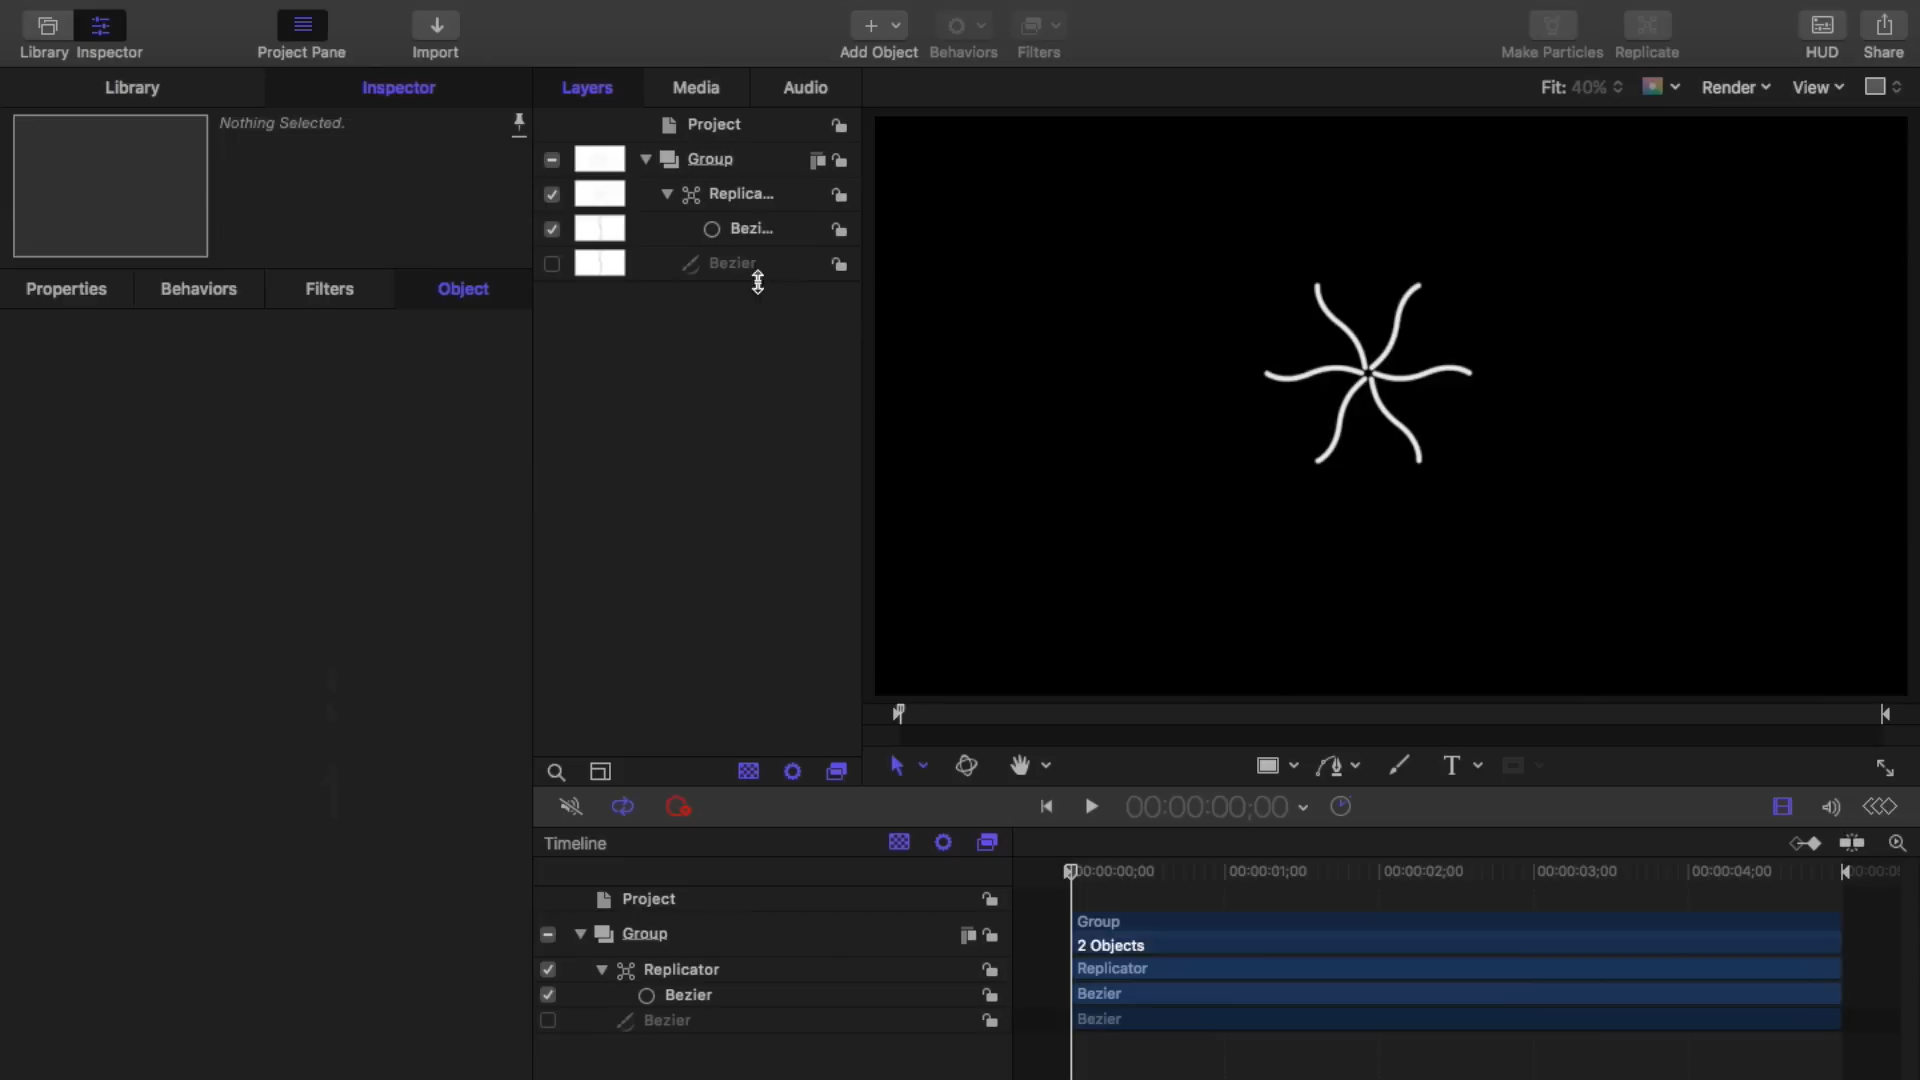 Library Inspector
Project Pane
Import
Add Object
Behaviors
Filters
Make Particles
Replicate
HUD
Share
Library
Inspector
Layers
Media
Audio
Fit: 40%
Render
View
Nothing Selected.
Project
Group
Replica...
Bezi...
Bezier
Properties
Behaviors
Filters
Object
00:00:00;00
Timeline
00:00:00;00
00:00:01;00
00:00:02;00
00:00:03;00
00:00:04;00
Project
Group
Group
2 Objects
Replicator
Replicator
Bezier
Bezier
Bezier
Bezier